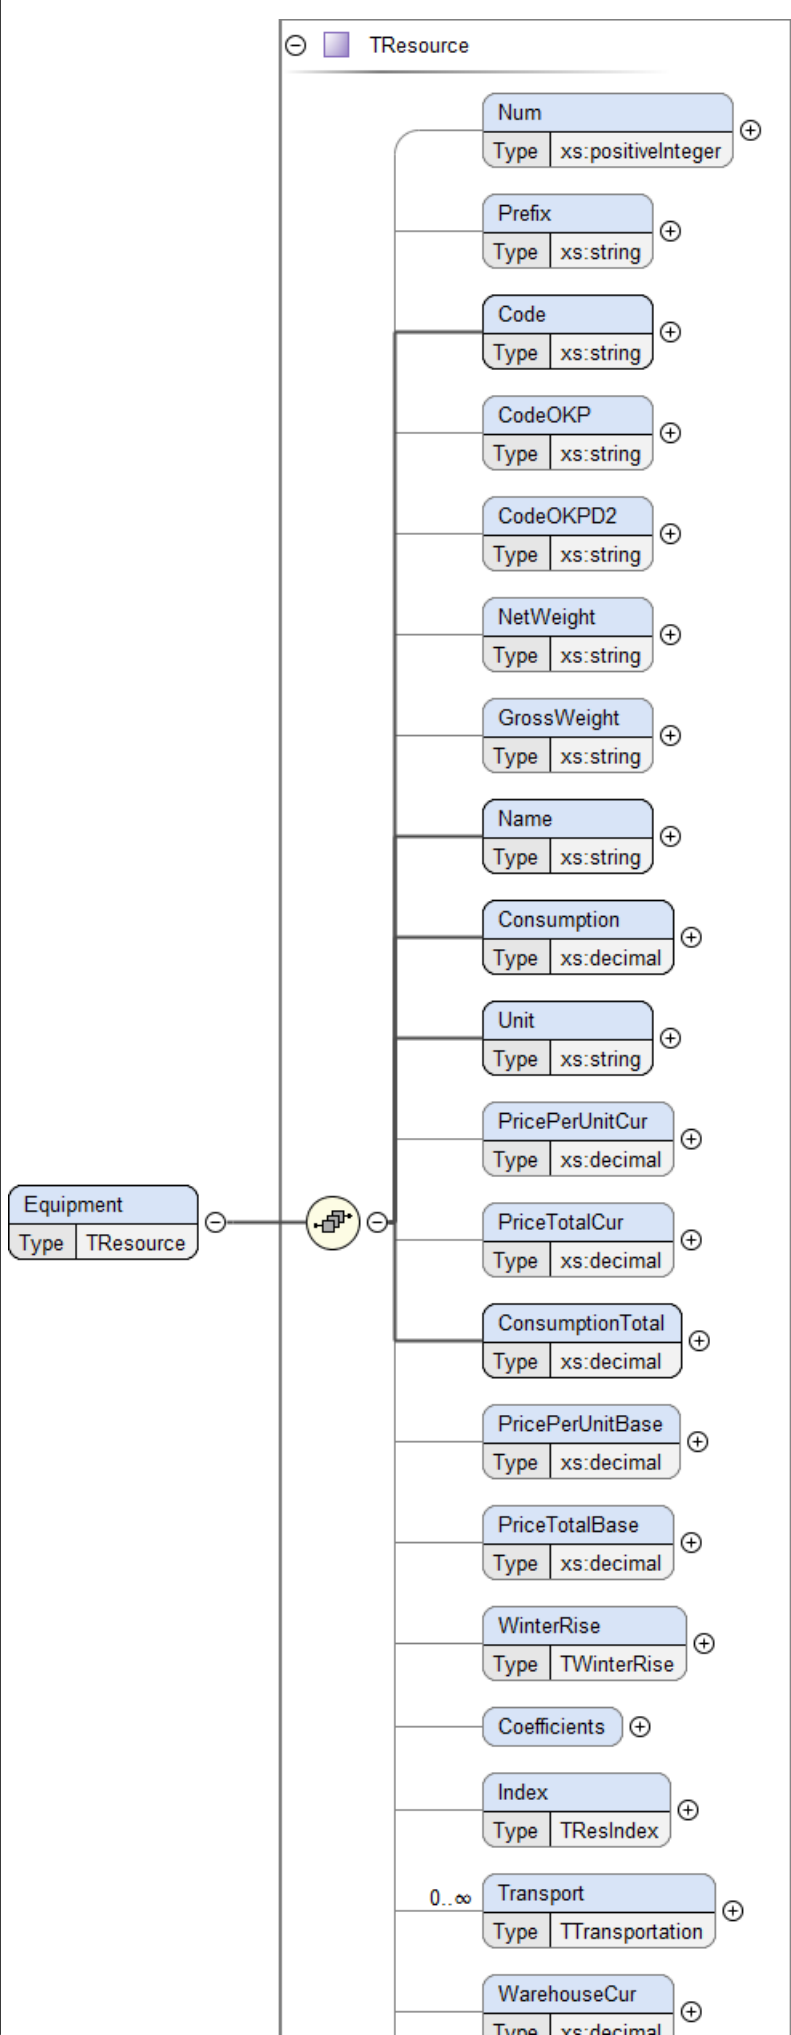 TResource
Num
Type xs:positiveInteger
Prefix
Type xs:string
Code
Type xs:string
CodeOKP
Type xs:string
CodeOKPD2
Type xs:string
NetWeight
Type xs:string
GrossWeight
Type xs:string
Name
Type xs:string
Consumption
Type xs:decimal
Unit
Type xs:string
PricePerUnitCur
Type xs:decimal
Equipment
Type TResource
PriceTotalCur
Type xs:decimal
ConsumptionTotal
Type xs:decimal
PricePerUnitBase
Type xs:decimal
PriceTotalBase
Type xs:decimal
WinterRise
Type TWinterRise
Coefficients
Index
Type TResIndex
0..∞
Transport
Type TTransportation
WarehouseCur
Type xs:decimal